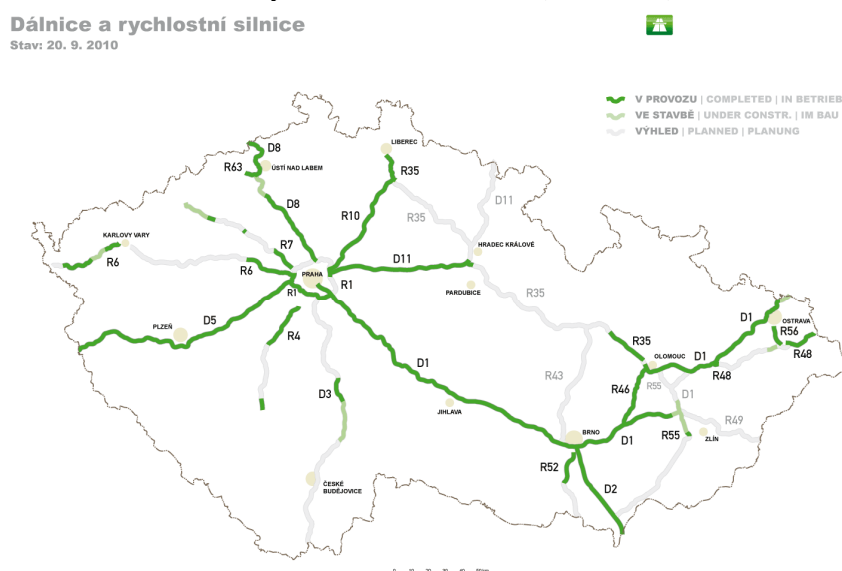 Dálnice a rychlostní silnice
Stav: 20. 9. 2010
V PROVOZU | COMPLETED | IN BETRIEB
VE STAVBĚ | UNDER CONSTR. | IM BAU
VÝHLED | PLANNED | PLANUNG
D8
LIBEREC
R63
ÚSTÍ NAD LABEM
R35
D11
D8
R10
R35
KARLOVY VARY
R7
HRADEC KRÁLOVÉ
R6
R6
PRAHA
D11
R1
R1
PARDUBICE
R35
PLZEŇ
D5
R4
D1
OSTRAVA
R56
R35
OLOMOUC
D1
R48
D1
R48
R43
R46
R55
D1
D3
JIHLAVA
R49
BRNO
D1
R55
ZLÍN
R52
ČESKÉ
BUDĚJOVICE
D2